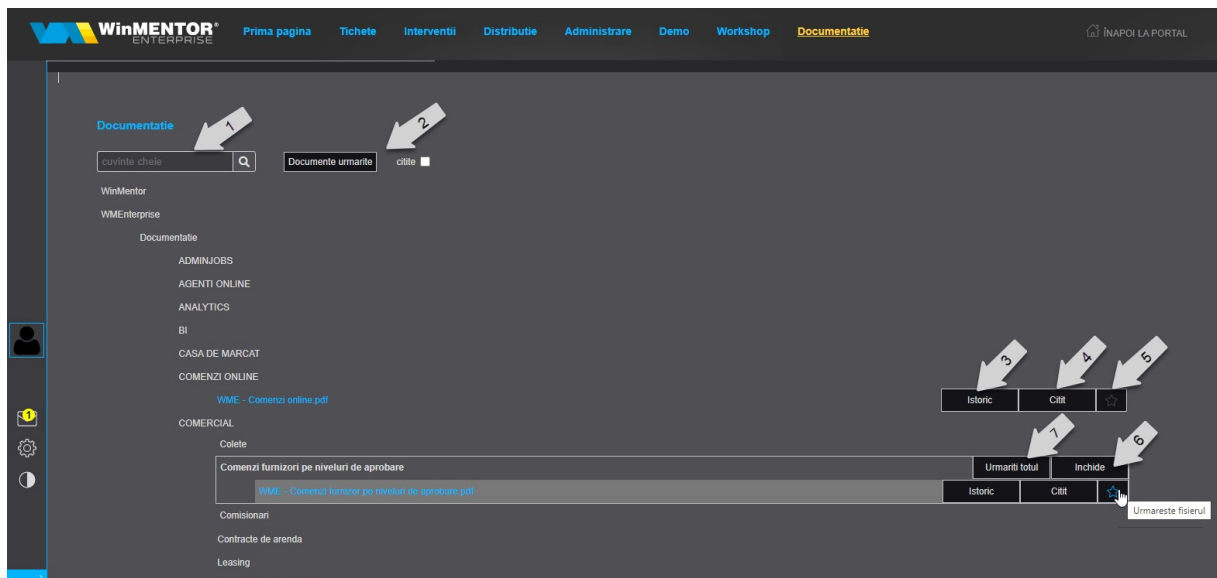 WinMENTOR® ENTERPRISE Prima pagina Tichete Interventii Distributie Administrare Demo Workshop Documentatie ÎNAPOI LA PORTAL
Documentatie 1 2
cuvinte cheie Documente urmarite citite
WinMentor
WMEnterprise
Documentatie
ADMINJOBS
AGENTI ONLINE
ANALYTICS
BI
CASA DE MARCAT
COMENZI ONLINE 3 4 5
WME - Comenzi online.pdf Istoric Citit
1
COMERCIAL
Colete 7 6
Comenzi furnizori pe niveluri de aprobare Urmariti totul Inchide
WME - Comenzi furnizor pe niveluri de aprobare.pdf Istoric Citit
Urmareste fisierul
Comisionari
Contracte de arenda
Leasing